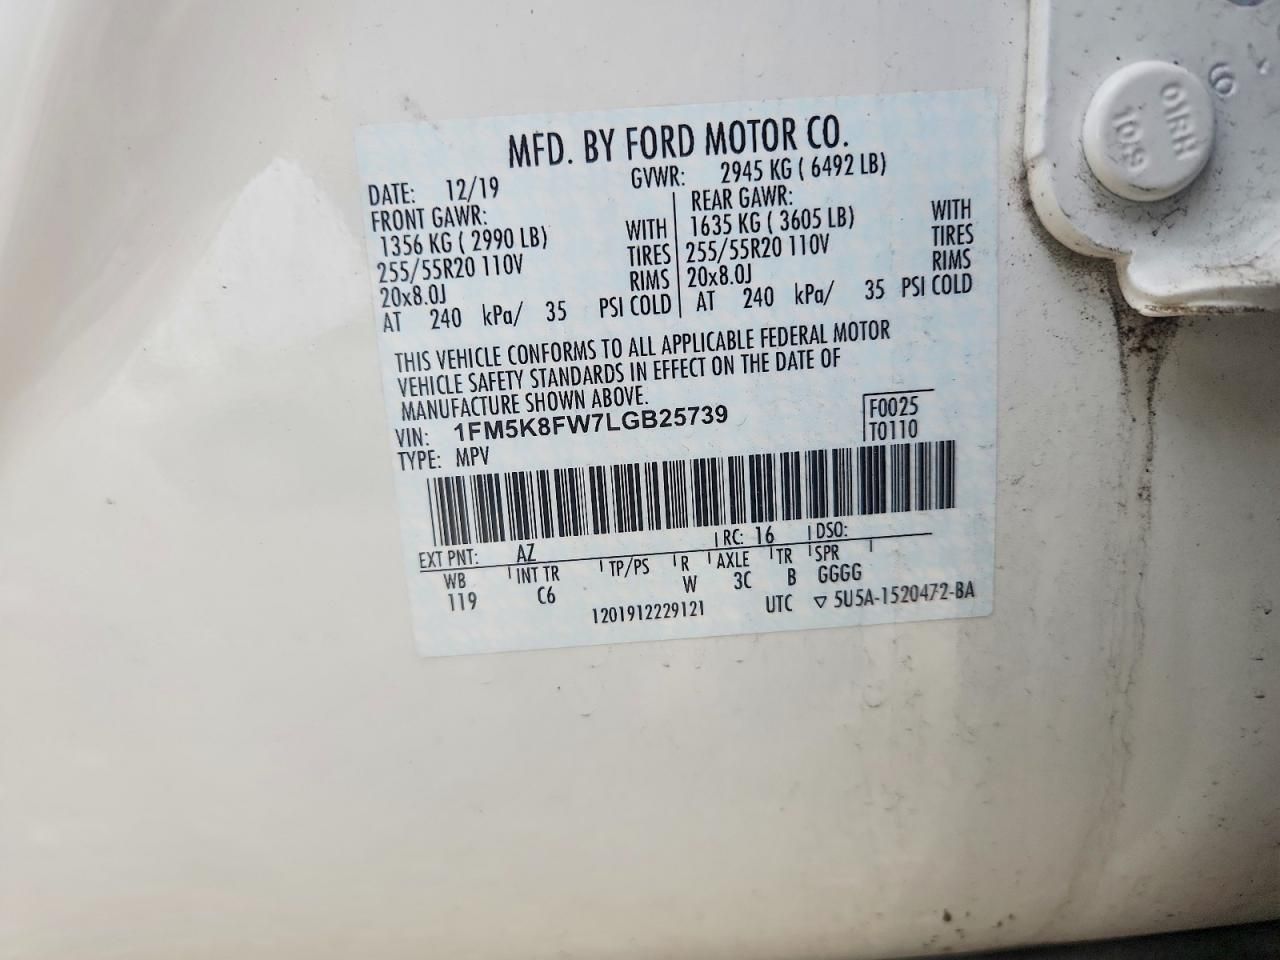 MFD. BY FORD MOTOR CO.
DATE: 12/19 GVWR: 2945 KG ( 6492 LB)
FRONT GAWR: REAR GAWR:
1356 KG ( 2990 LB) WITH 1635 KG ( 3605 LB) WITH
255/55R20 110V TIRES 255/55R20 110V TIRES
20x8.0J RIMS 20x8.0J RIMS
AT 240 kPa/ 35 PSI COLD AT 240 kPa/ 35 PSI COLD
THIS VEHICLE CONFORMS TO ALL APPLICABLE FEDERAL MOTOR
VEHICLE SAFETY STANDARDS IN EFFECT ON THE DATE OF
MANUFACTURE SHOWN ABOVE.
VIN: 1FM5K8FW7LGB25739 F0025
TYPE: MPV T0110
EXT PNT: AZ RC: 16 DSO:
WB INT TR TP/PS R AXLE TR SPR
119 C6 W 3C B GGGG
1201912229121 UTC ▽ 5U5A-1520472-BA
6
01RH
10.9